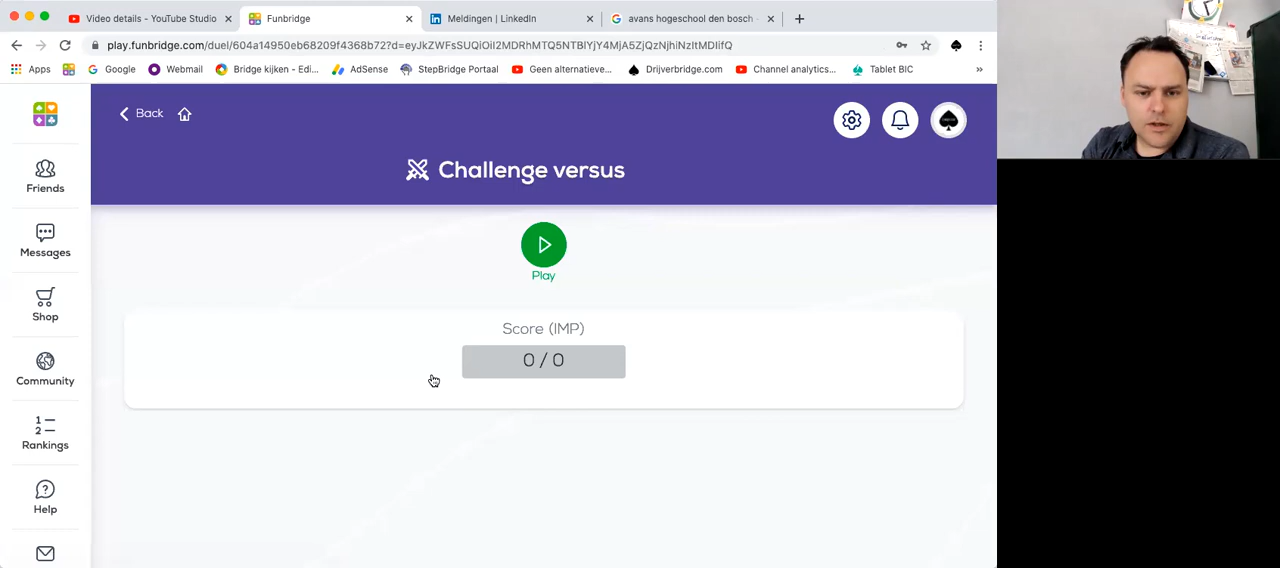 Video details - YouTube Studio
Funbridge
Meldingen | LinkedIn
avans hogeschool den bosch -
play.funbridge.com/duel/604a14950eb68209f4368b72?d=eyJkZWFsSUQiOiI2MDRhMTQ5NTBlYjY4MjA5ZjQzNjhiNzItMDIifQ
Apps
Google
Webmail
Bridge kijken - Edi...
AdSense
StepBridge Portaal
Geen alternatieve...
Drijverbridge.com
Channel analytics...
Tablet BIC
»
Back
Challenge versus
Friends
Messages
Shop
Community
Rankings
Help
Play
Score (IMP)
0 / 0